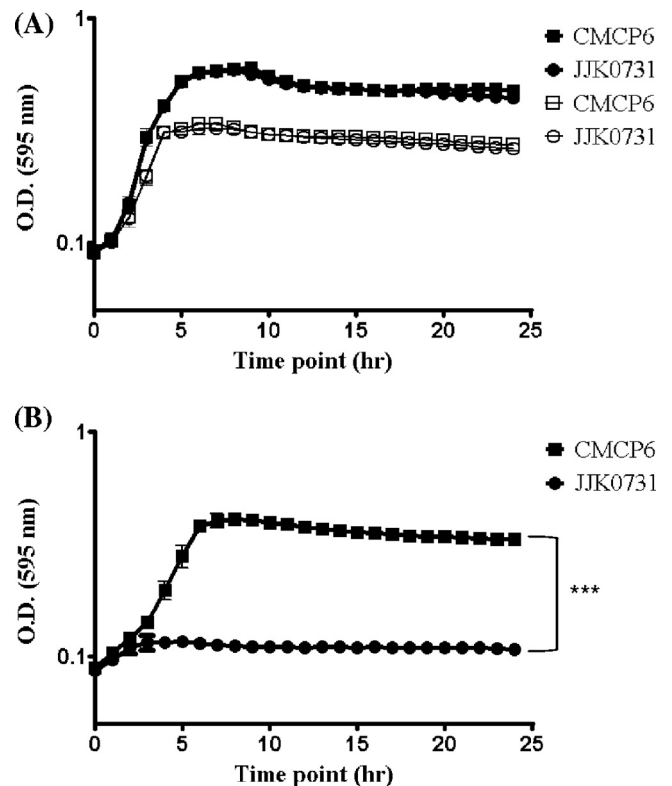 (A)
1
0.1
O.D. (595 nm)
0 5 10 15 20 25
Time point (hr)
CMCP6
JJK0731
CMCP6
JJK0731
(B)
1
0.1
O.D. (595 nm)
0 5 10 15 20 25
Time point (hr)
CMCP6
JJK0731
***